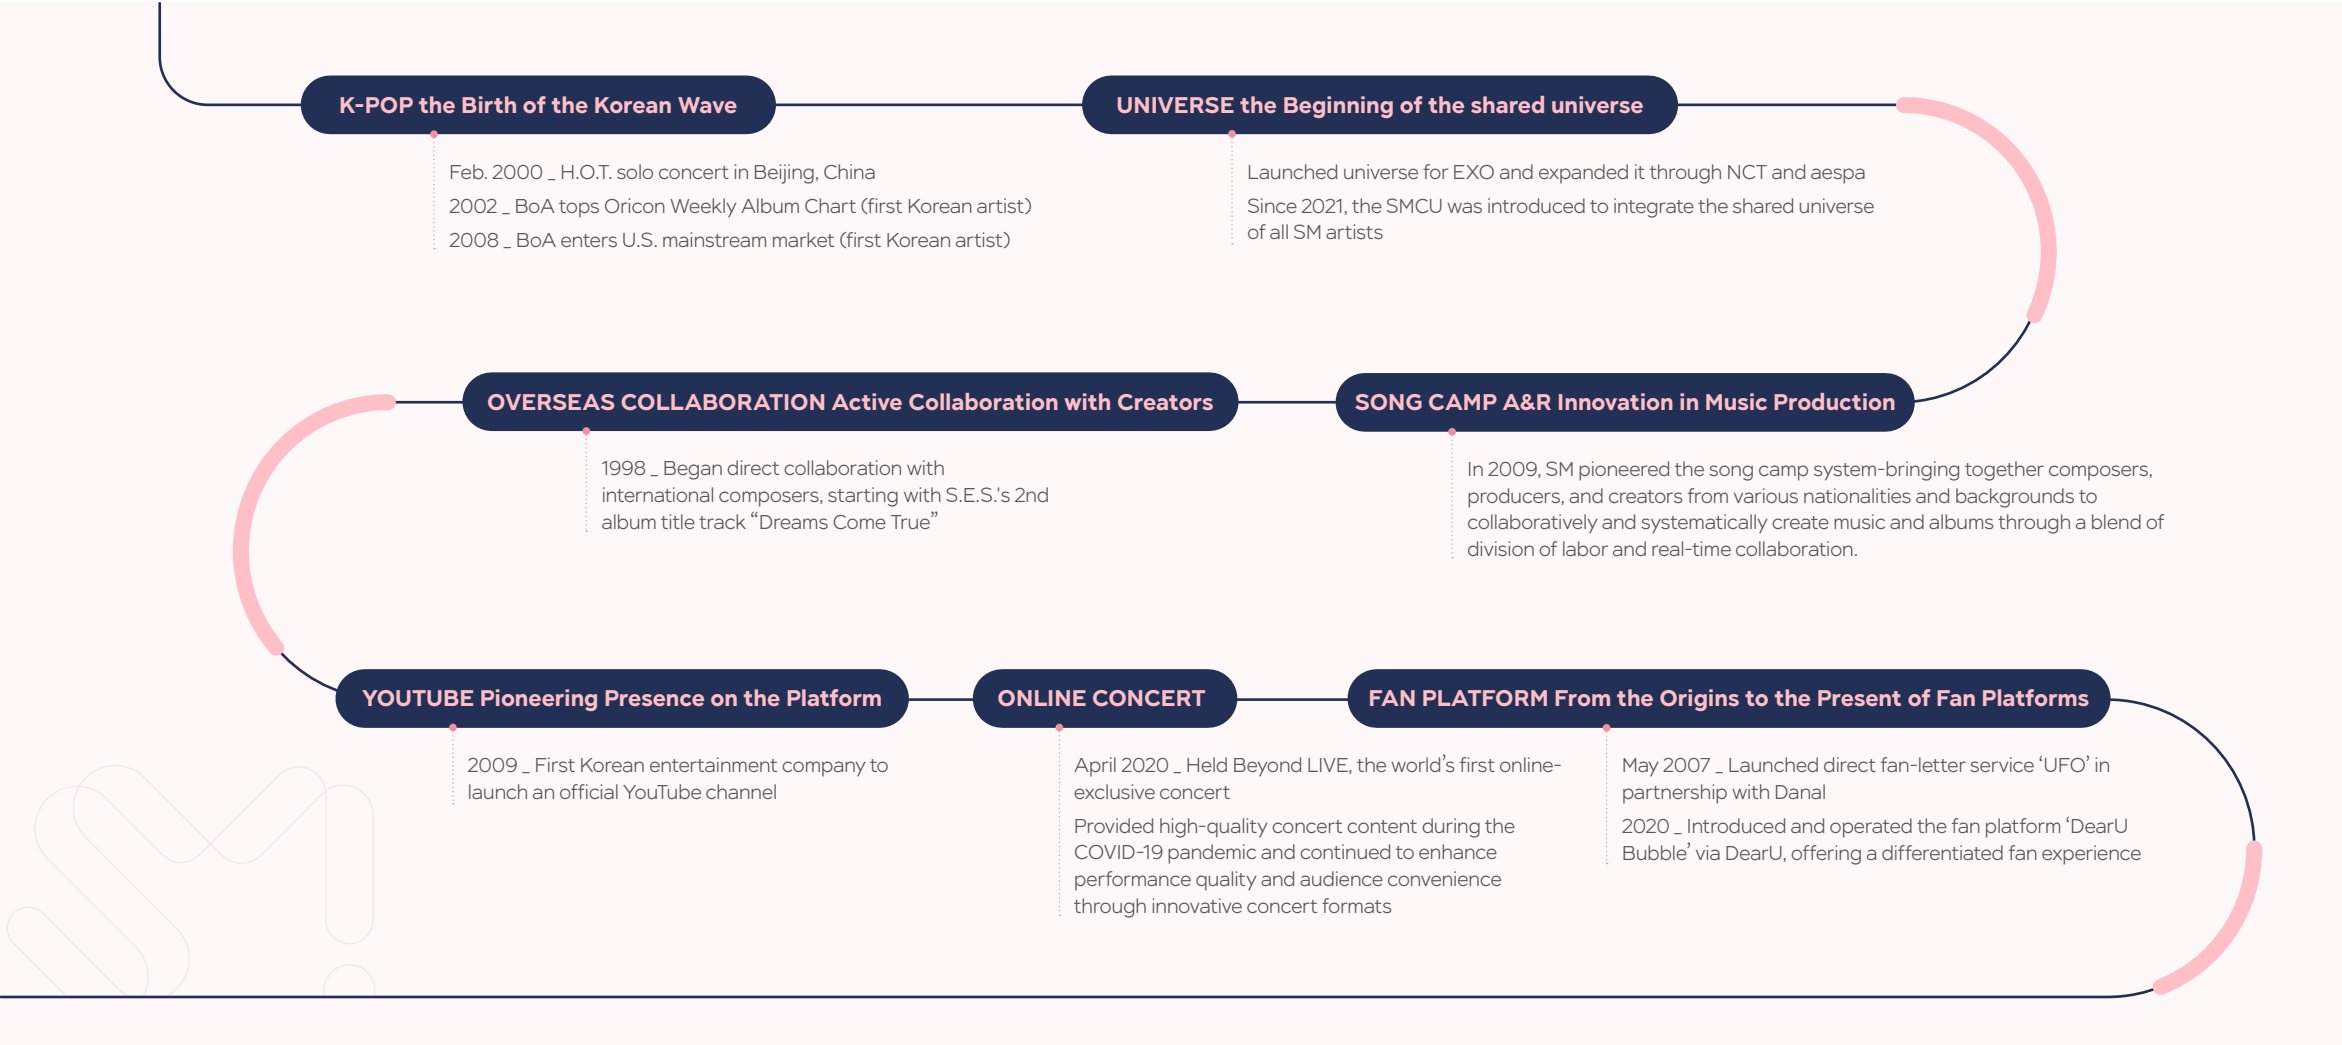 K-POP the Birth of the Korean Wave
Feb. 2000 _ H.O.T. solo concert in Beijing, China
2002 _ BoA tops Oricon Weekly Album Chart (first Korean artist)
2008 _ BoA enters U.S. mainstream market (first Korean artist)
UNIVERSE the Beginning of the shared universe
Launched universe for EXO and expanded it through NCT and aespa
Since 2021, the SMCU was introduced to integrate the shared universe
of all SM artists
OVERSEAS COLLABORATION Active Collaboration with Creators
1998 _ Began direct collaboration with
international composers, starting with S.E.S.'s 2nd
album title track “Dreams Come True”
SONG CAMP A&R Innovation in Music Production
In 2009, SM pioneered the song camp system-bringing together composers,
producers, and creators from various nationalities and backgrounds to
collaboratively and systematically create music and albums through a blend of
division of labor and real-time collaboration.
YOUTUBE Pioneering Presence on the Platform
2009 _ First Korean entertainment company to
launch an official YouTube channel
ONLINE CONCERT
April 2020 _ Held Beyond LIVE, the world’s first online-
exclusive concert
Provided high-quality concert content during the
COVID-19 pandemic and continued to enhance
performance quality and audience convenience
through innovative concert formats
FAN PLATFORM From the Origins to the Present of Fan Platforms
May 2007 _ Launched direct fan-letter service ‘UFO’ in
partnership with Danal
2020 _ Introduced and operated the fan platform ‘DearU
Bubble’ via DearU, offering a differentiated fan experience